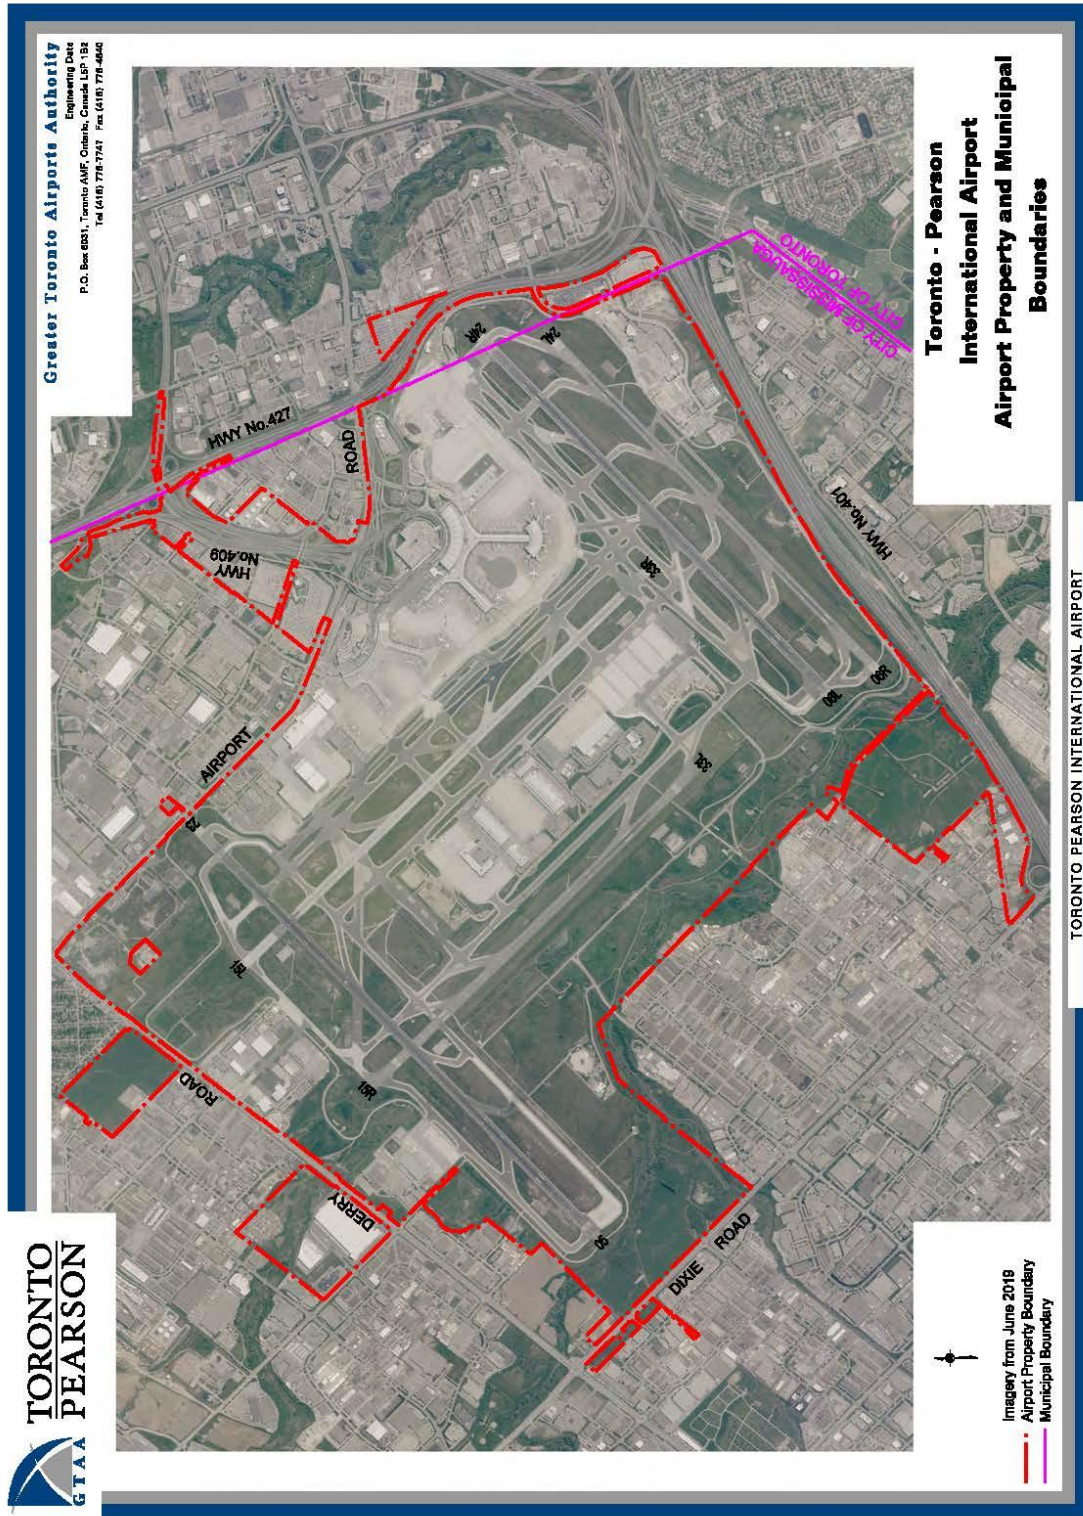 TORONTO
PEARSON
GTAA
Greater Toronto Airports Authority
Engineering Data
P.O. Box 6031, Toronto AMF, Ontario, Canada L5P 1B2
Tel (416) 776-7747 Fax (416) 776-4640
HWY No.427
ROAD
HWY
No.409
AIRPORT
24R
24L
CITY OF MISSISSAUGA
CITY OF TORONTO
33R
HWY No.401
23
33L
06L
06R
15L
ROAD
15R
DERRY
05
DIXIE
ROAD
Imagery from June 2019
Airport Property Boundary
Municipal Boundary
Toronto - Pearson
International Airport
Airport Property and Municipal
Boundaries
TORONTO PEARSON INTERNATIONAL AIRPORT